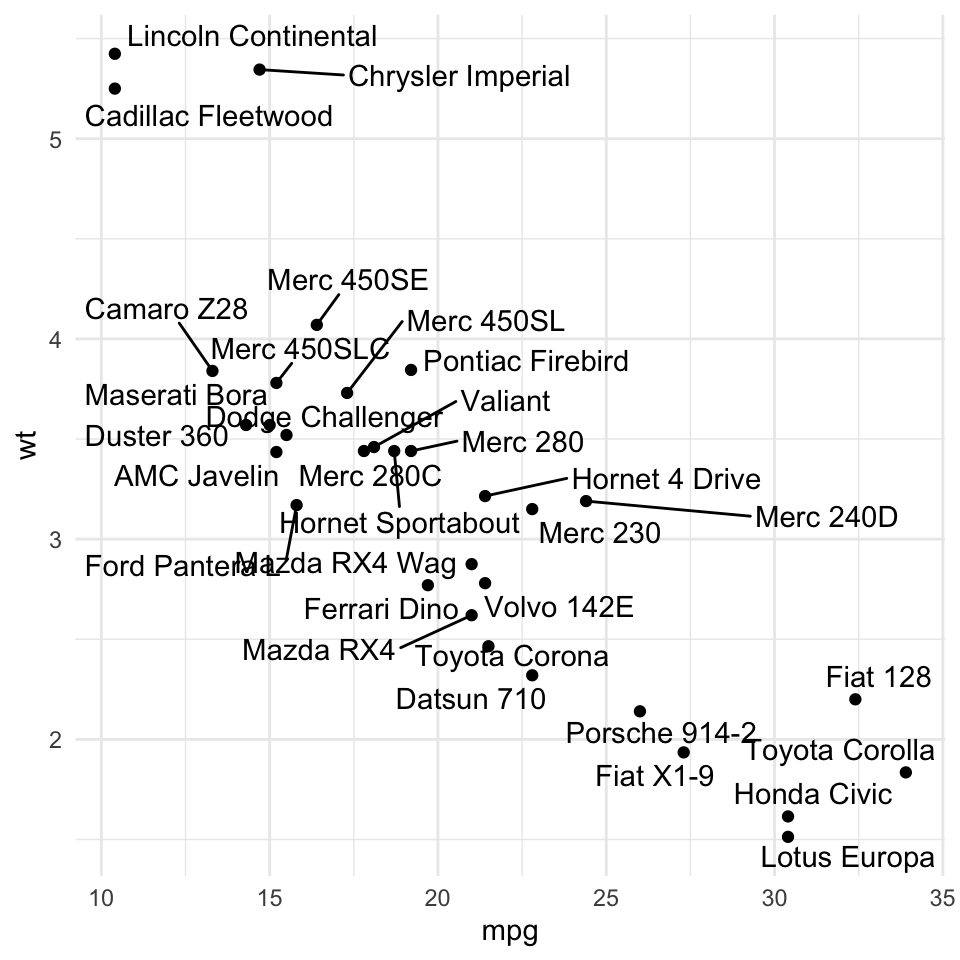 Lincoln Continental
Chrysler Imperial
Cadillac Fleetwood
5
Merc 450SE
Camaro Z28
Merc 450SL
4
Merc 450SLC
Pontiac Firebird
Maserati Bora
Valiant
Dodge Challenger
Duster 360
Merc 280
wt
AMC Javelin
Merc 280C
Hornet 4 Drive
Merc 240D
Hornet Sportabout
Merc 230
3
Ford Pantera L
Mazda RX4 Wag
Ferrari Dino
Volvo 142E
Mazda RX4
Toyota Corona
Fiat 128
Datsun 710
Porsche 914-2
2
Toyota Corolla
Fiat X1-9
Honda Civic
Lotus Europa
10
15
20
25
30
35
mpg